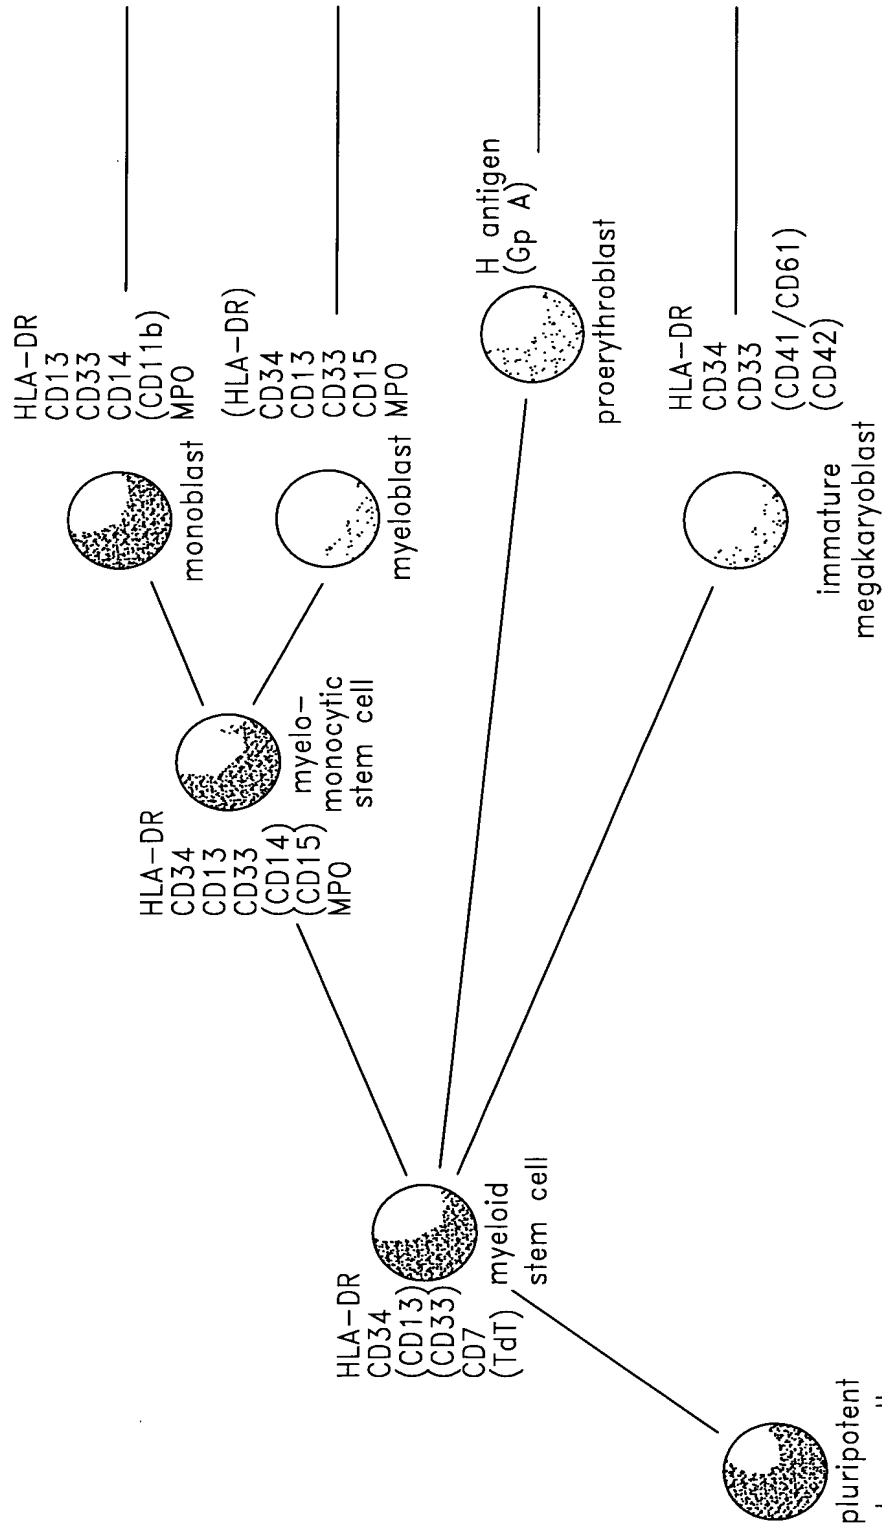 HLA-DR
CD13
CD33
CD14
(CD11b)
MPO
monoblast
(HLA-DR)
CD34
CD13
CD33
CD15
MPO
myeloblast
HLA-DR
CD34
CD13
CD33
(CD14)
(CD15)
MPO
myelo-
monocytic
stem cell
H antigen
(Gp A)
proerythroblast
HLA-DR
CD34
CD33
(CD41/CD61)
(CD42)
immature
megakaryoblast
HLA-DR
CD34
(CD13)
(CD33)
CD7
(TdT)
myeloid
stem cell
pluripotent